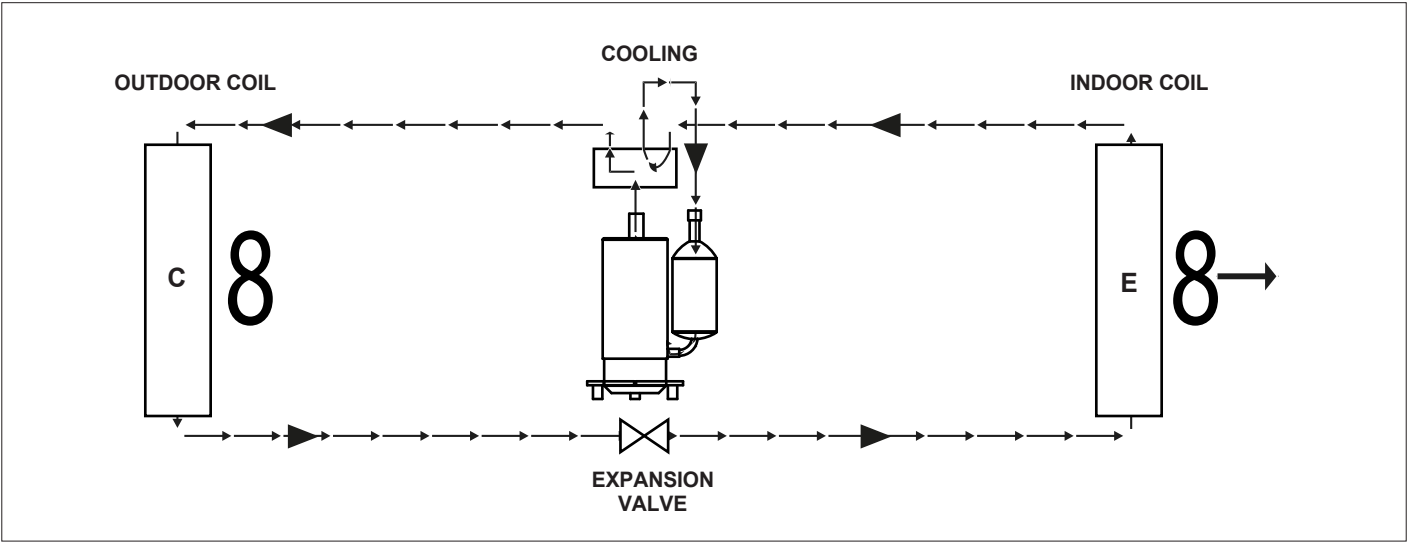 COOLING
OUTDOOR COIL
INDOOR COIL
C
E
EXPANSION
VALVE